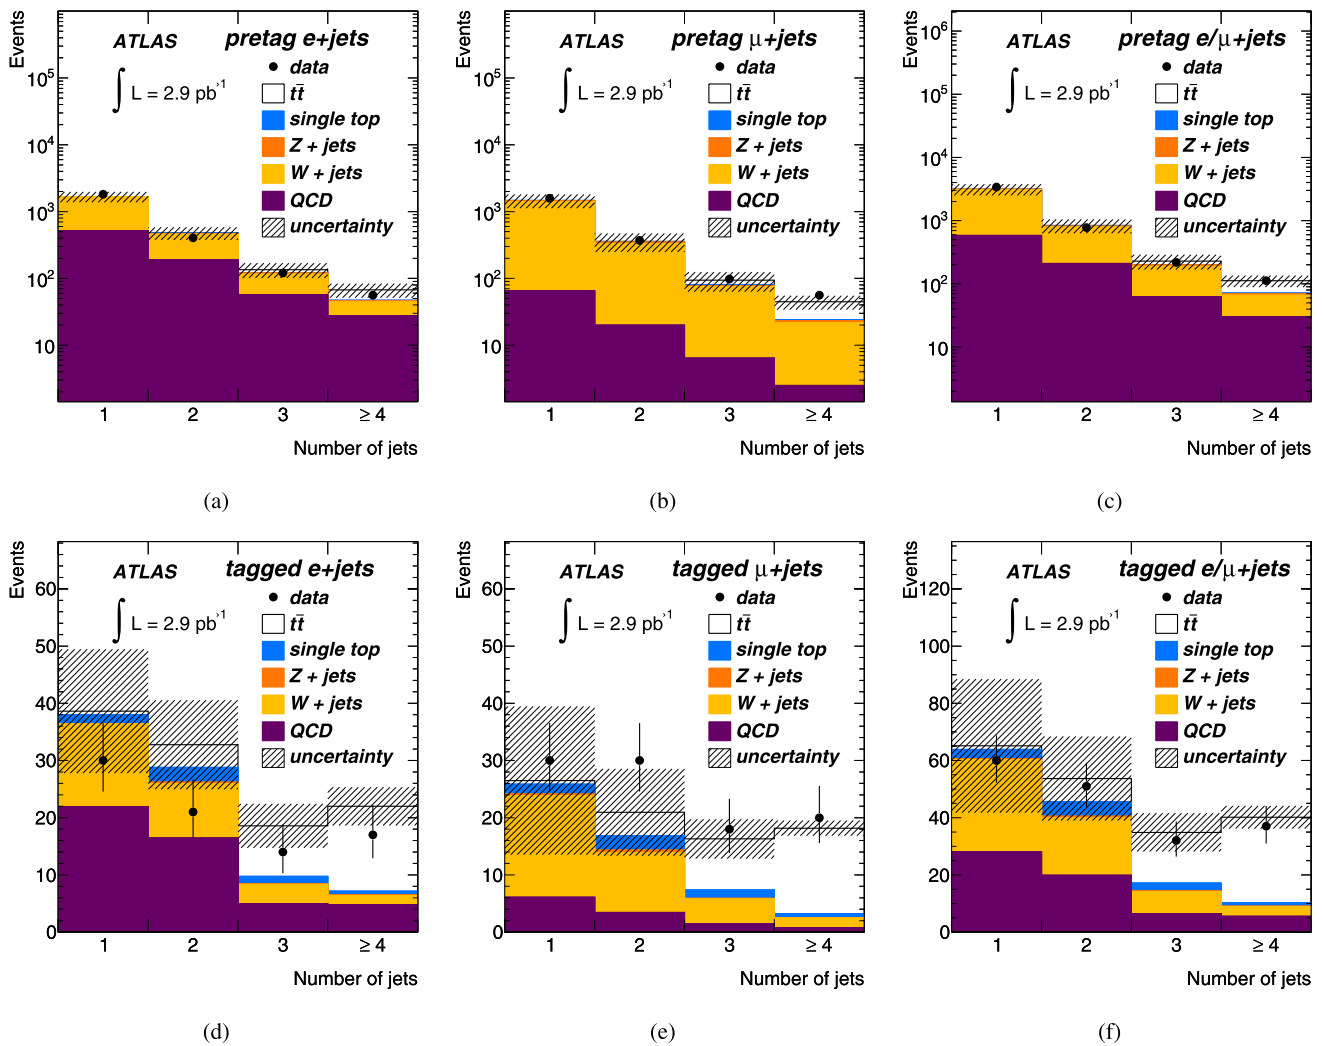 Events
ATLAS
pretag e+jets
∫ L = 2.9 pb⁻¹
data
tt̄
single top
Z + jets
W + jets
QCD
uncertainty
10⁵
10⁴
10³
10²
10
1 2 3 ≥ 4
Number of jets
(a)
Events
ATLAS
pretag μ+jets
∫ L = 2.9 pb⁻¹
data
tt̄
single top
Z + jets
W + jets
QCD
uncertainty
10⁵
10⁴
10³
10²
10
1 2 3 ≥ 4
Number of jets
(b)
Events
ATLAS
pretag e/μ+jets
∫ L = 2.9 pb⁻¹
data
tt̄
single top
Z + jets
W + jets
QCD
uncertainty
10⁶
10⁵
10⁴
10³
10²
10
1 2 3 ≥ 4
Number of jets
(c)
Events
ATLAS
tagged e+jets
∫ L = 2.9 pb⁻¹
data
tt̄
single top
Z + jets
W + jets
QCD
uncertainty
60
50
40
30
20
10
0
1 2 3 ≥ 4
Number of jets
(d)
Events
ATLAS
tagged μ+jets
∫ L = 2.9 pb⁻¹
data
tt̄
single top
Z + jets
W + jets
QCD
uncertainty
60
50
40
30
20
10
0
1 2 3 ≥ 4
Number of jets
(e)
Events
ATLAS
tagged e/μ+jets
∫ L = 2.9 pb⁻¹
data
tt̄
single top
Z + jets
W + jets
QCD
uncertainty
120
100
80
60
40
20
0
1 2 3 ≥ 4
Number of jets
(f)